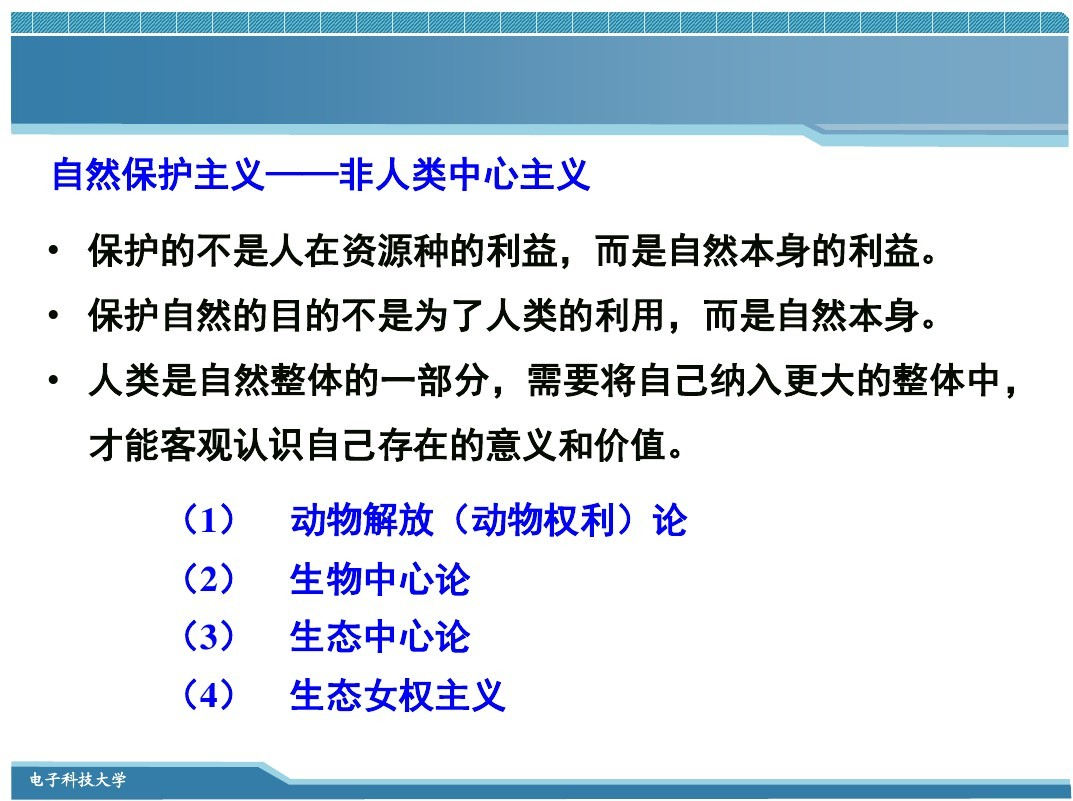 自然保护主义——非人类中心主义
• 保护的不是人在资源种的利益，而是自然本身的利益。
• 保护自然的目的不是为了人类的利用，而是自然本身。
• 人类是自然整体的一部分，需要将自己纳入更大的整体中，
才能客观认识自己存在的意义和价值。
（1） 动物解放（动物权利）论
（2） 生物中心论
（3） 生态中心论
（4） 生态女权主义
电子科技大学